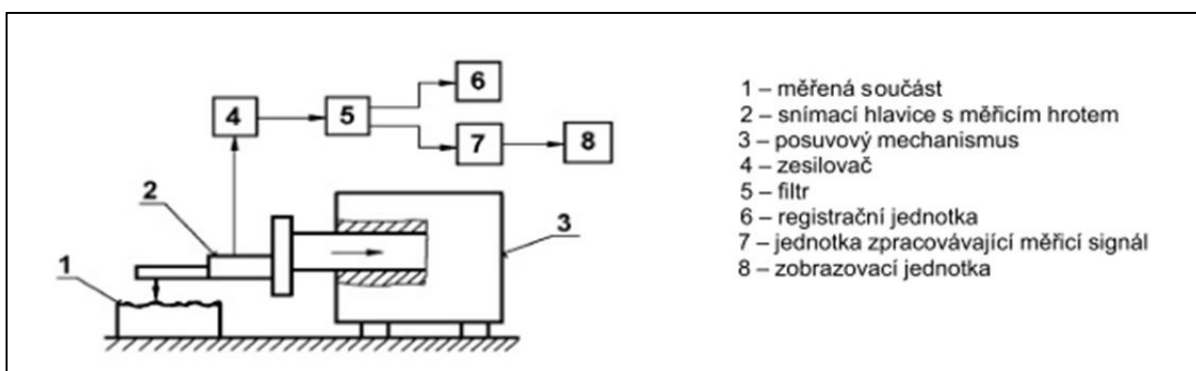 6
4
5
7
8
2
3
1
1 – měřená součást
2 – snímací hlavice s měřicím hrotem
3 – posuvový mechanismus
4 – zesilovač
5 – filtr
6 – registrační jednotka
7 – jednotka zpracovávající měřicí signál
8 – zobrazovací jednotka